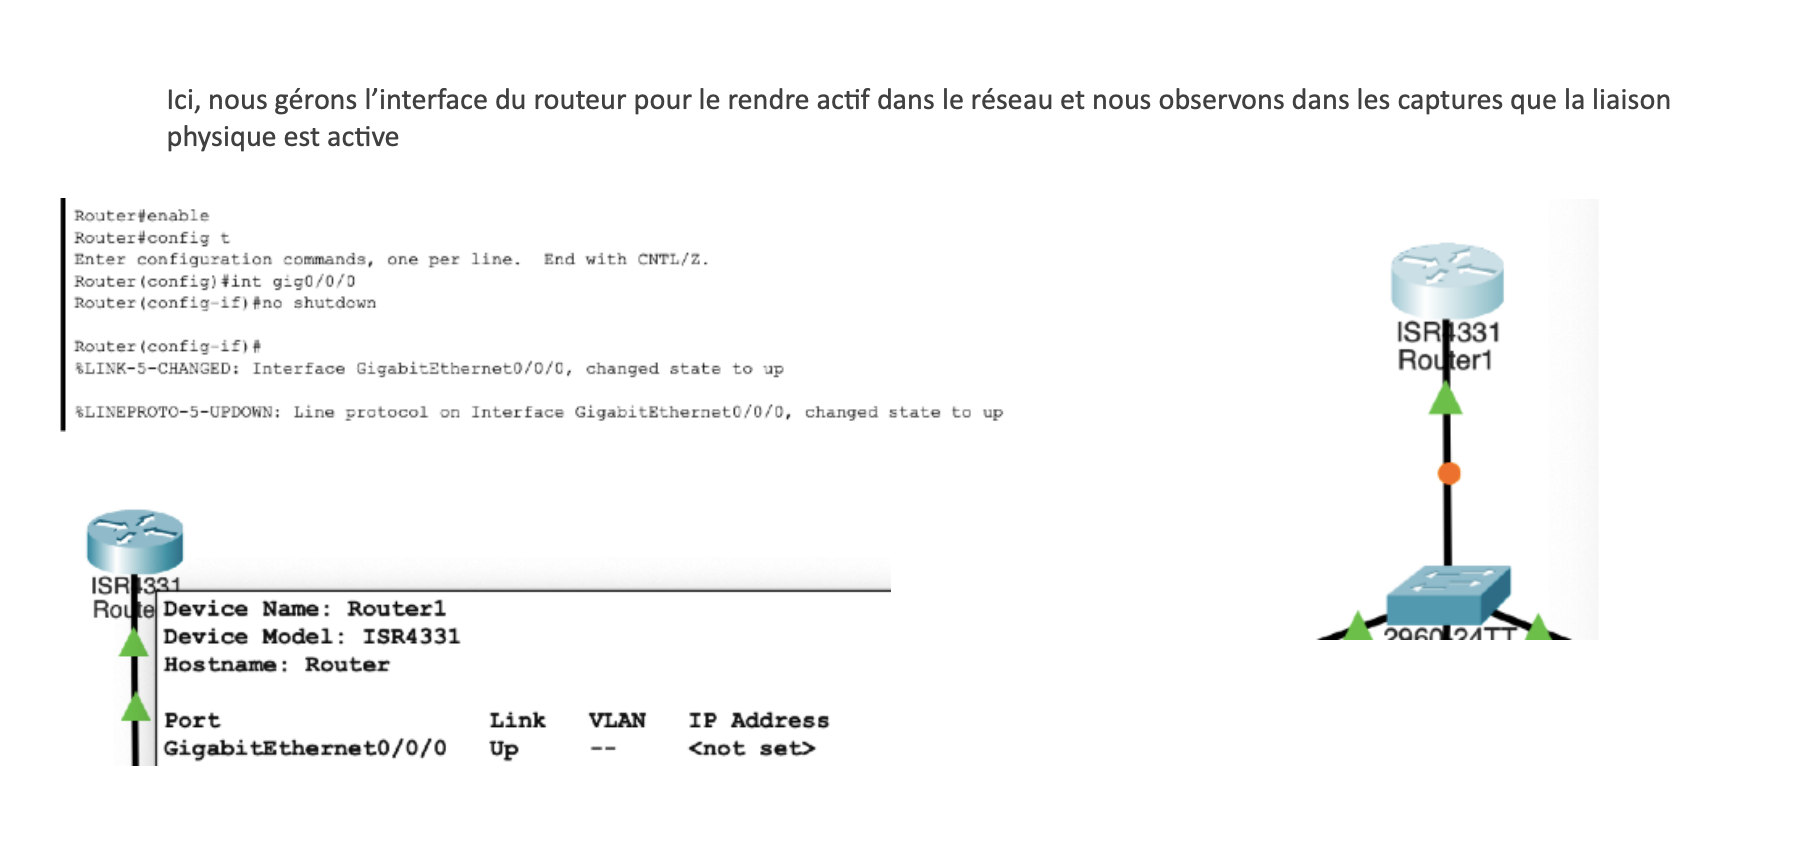 Ici, nous gérons l’interface du routeur pour le rendre actif dans le réseau et nous observons dans les captures que la liaison
physique est active
Router#enable
Router#config t
Enter configuration commands, one per line.  End with CNTL/Z.
Router(config)#int gig0/0/0
Router(config-if)#no shutdown
Router(config-if)#
%LINK-5-CHANGED: Interface GigabitEthernet0/0/0, changed state to up
%LINEPROTO-5-UPDOWN: Line protocol on Interface GigabitEthernet0/0/0, changed state to up
ISR4331
Router1
2960-24TT
ISR4331
Route
Device Name: Router1
Device Model: ISR4331
Hostname: Router
Port Link VLAN IP Address
GigabitEthernet0/0/0 Up -- <not set>